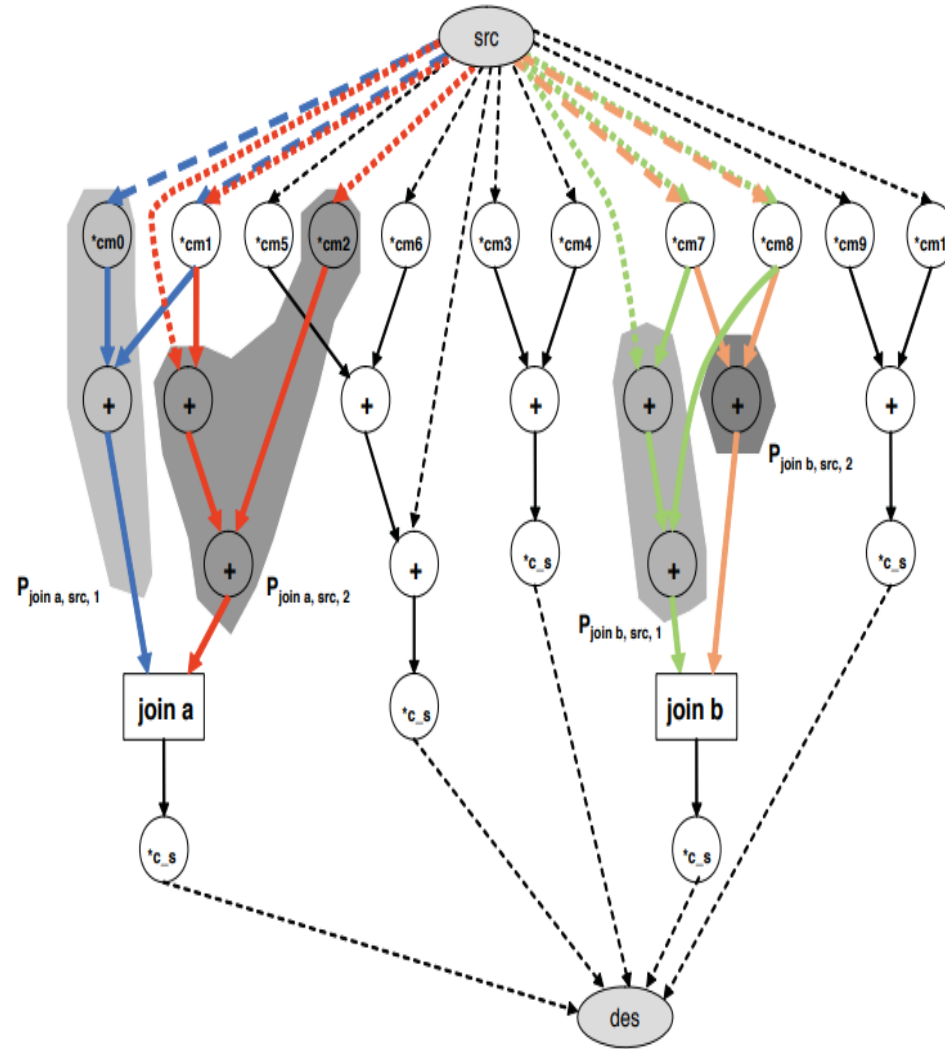 src
*cm0
*cm1
*cm5
*cm2
*cm6
*cm3
*cm4
*cm7
*cm8
*cm9
*cm1
+
+
+
+
+
+
+
P join b, src, 2
+
+
*c_s
+
*c_s
P join a, src, 1
P join a, src, 2
P join b, src, 1
join a
*c_s
join b
*c_s
*c_s
des